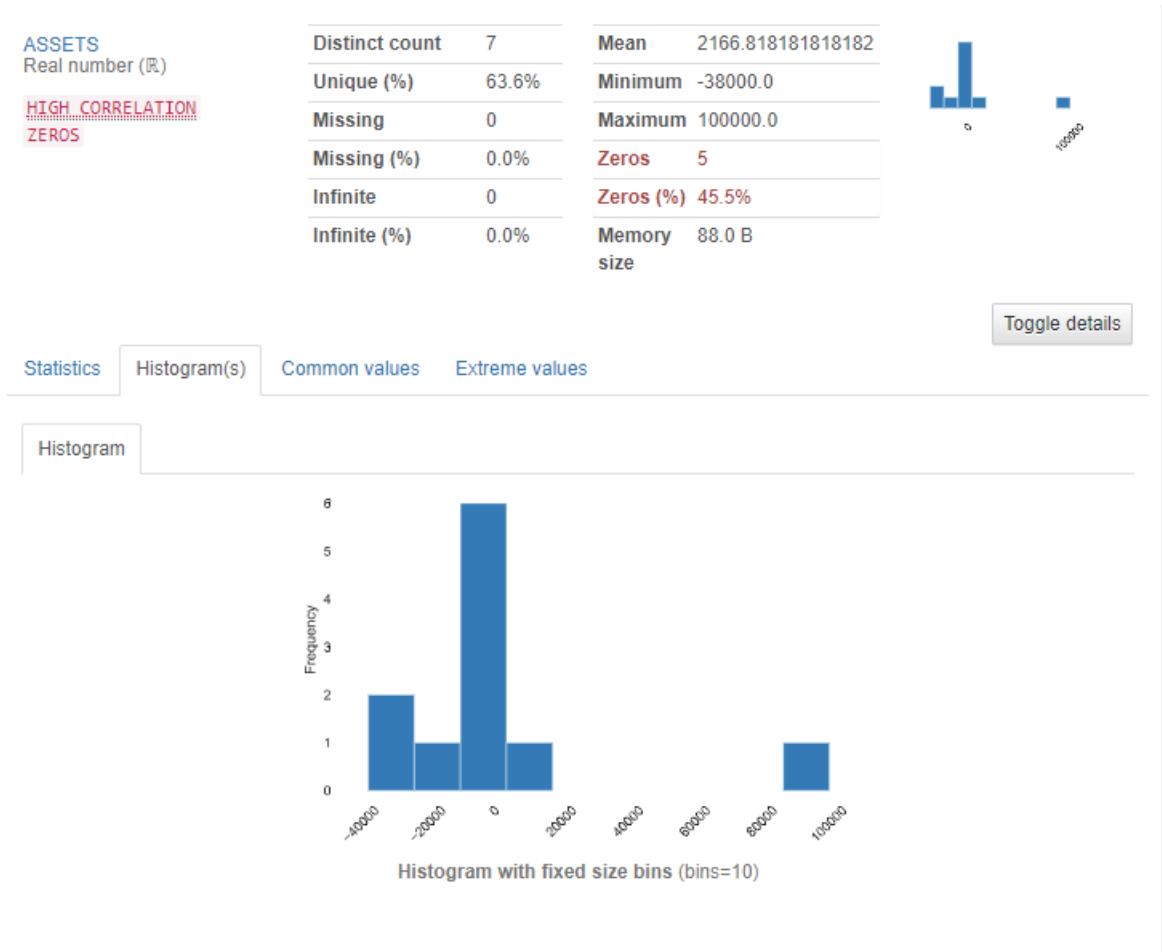 ASSETS
Real number (ℝ)
HIGH CORRELATION
ZEROS
Distinct count 7
Unique (%) 63.6%
Missing 0
Missing (%) 0.0%
Infinite 0
Infinite (%) 0.0%
Mean 2166.818181818182
Minimum -38000.0
Maximum 100000.0
Zeros 5
Zeros (%) 45.5%
Memory size 88.0 B
0
100000
Toggle details
Statistics Histogram(s) Common values Extreme values
Histogram
6
5
4
3
2
1
0
Frequency
−40000 −20000 0 20000 40000 60000 80000 100000
Histogram with fixed size bins (bins=10)